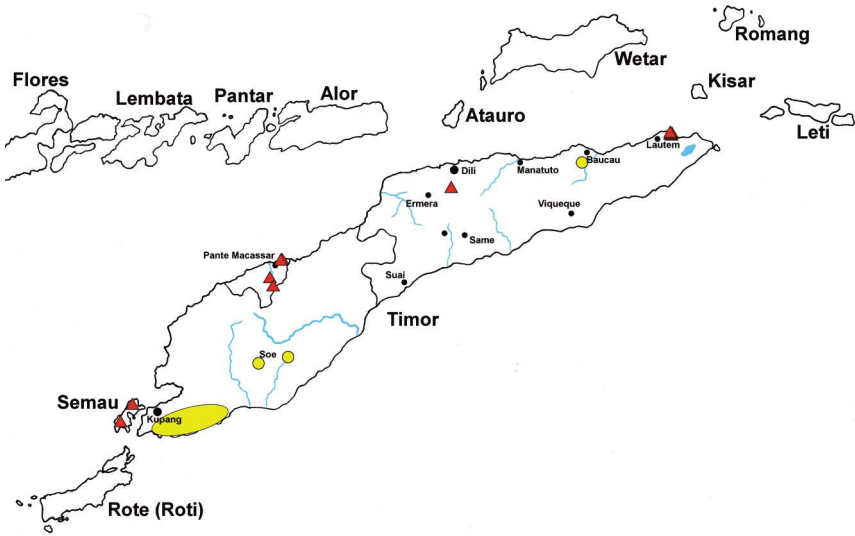 Romang
Wetar
Flores
Kisar
Lembata
Pantar
Alor
Atauro
Leti
Lautem
Baucau
Dili
Manatuto
Ermera
Viqueque
Same
Pante Macassar
Suai
Timor
Soe
Semau
Kupang
Rote (Roti)